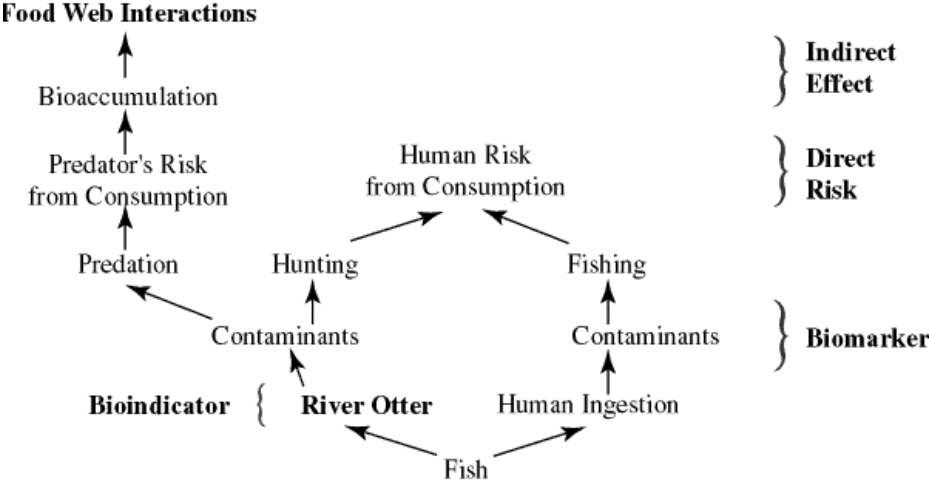 Food Web Interactions
Indirect
Effect
Bioaccumulation
Predator's Risk
from Consumption
Human Risk
from Consumption
Direct
Risk
Predation
Hunting
Fishing
Contaminants
Contaminants
Biomarker
Bioindicator
River Otter
Human Ingestion
Fish